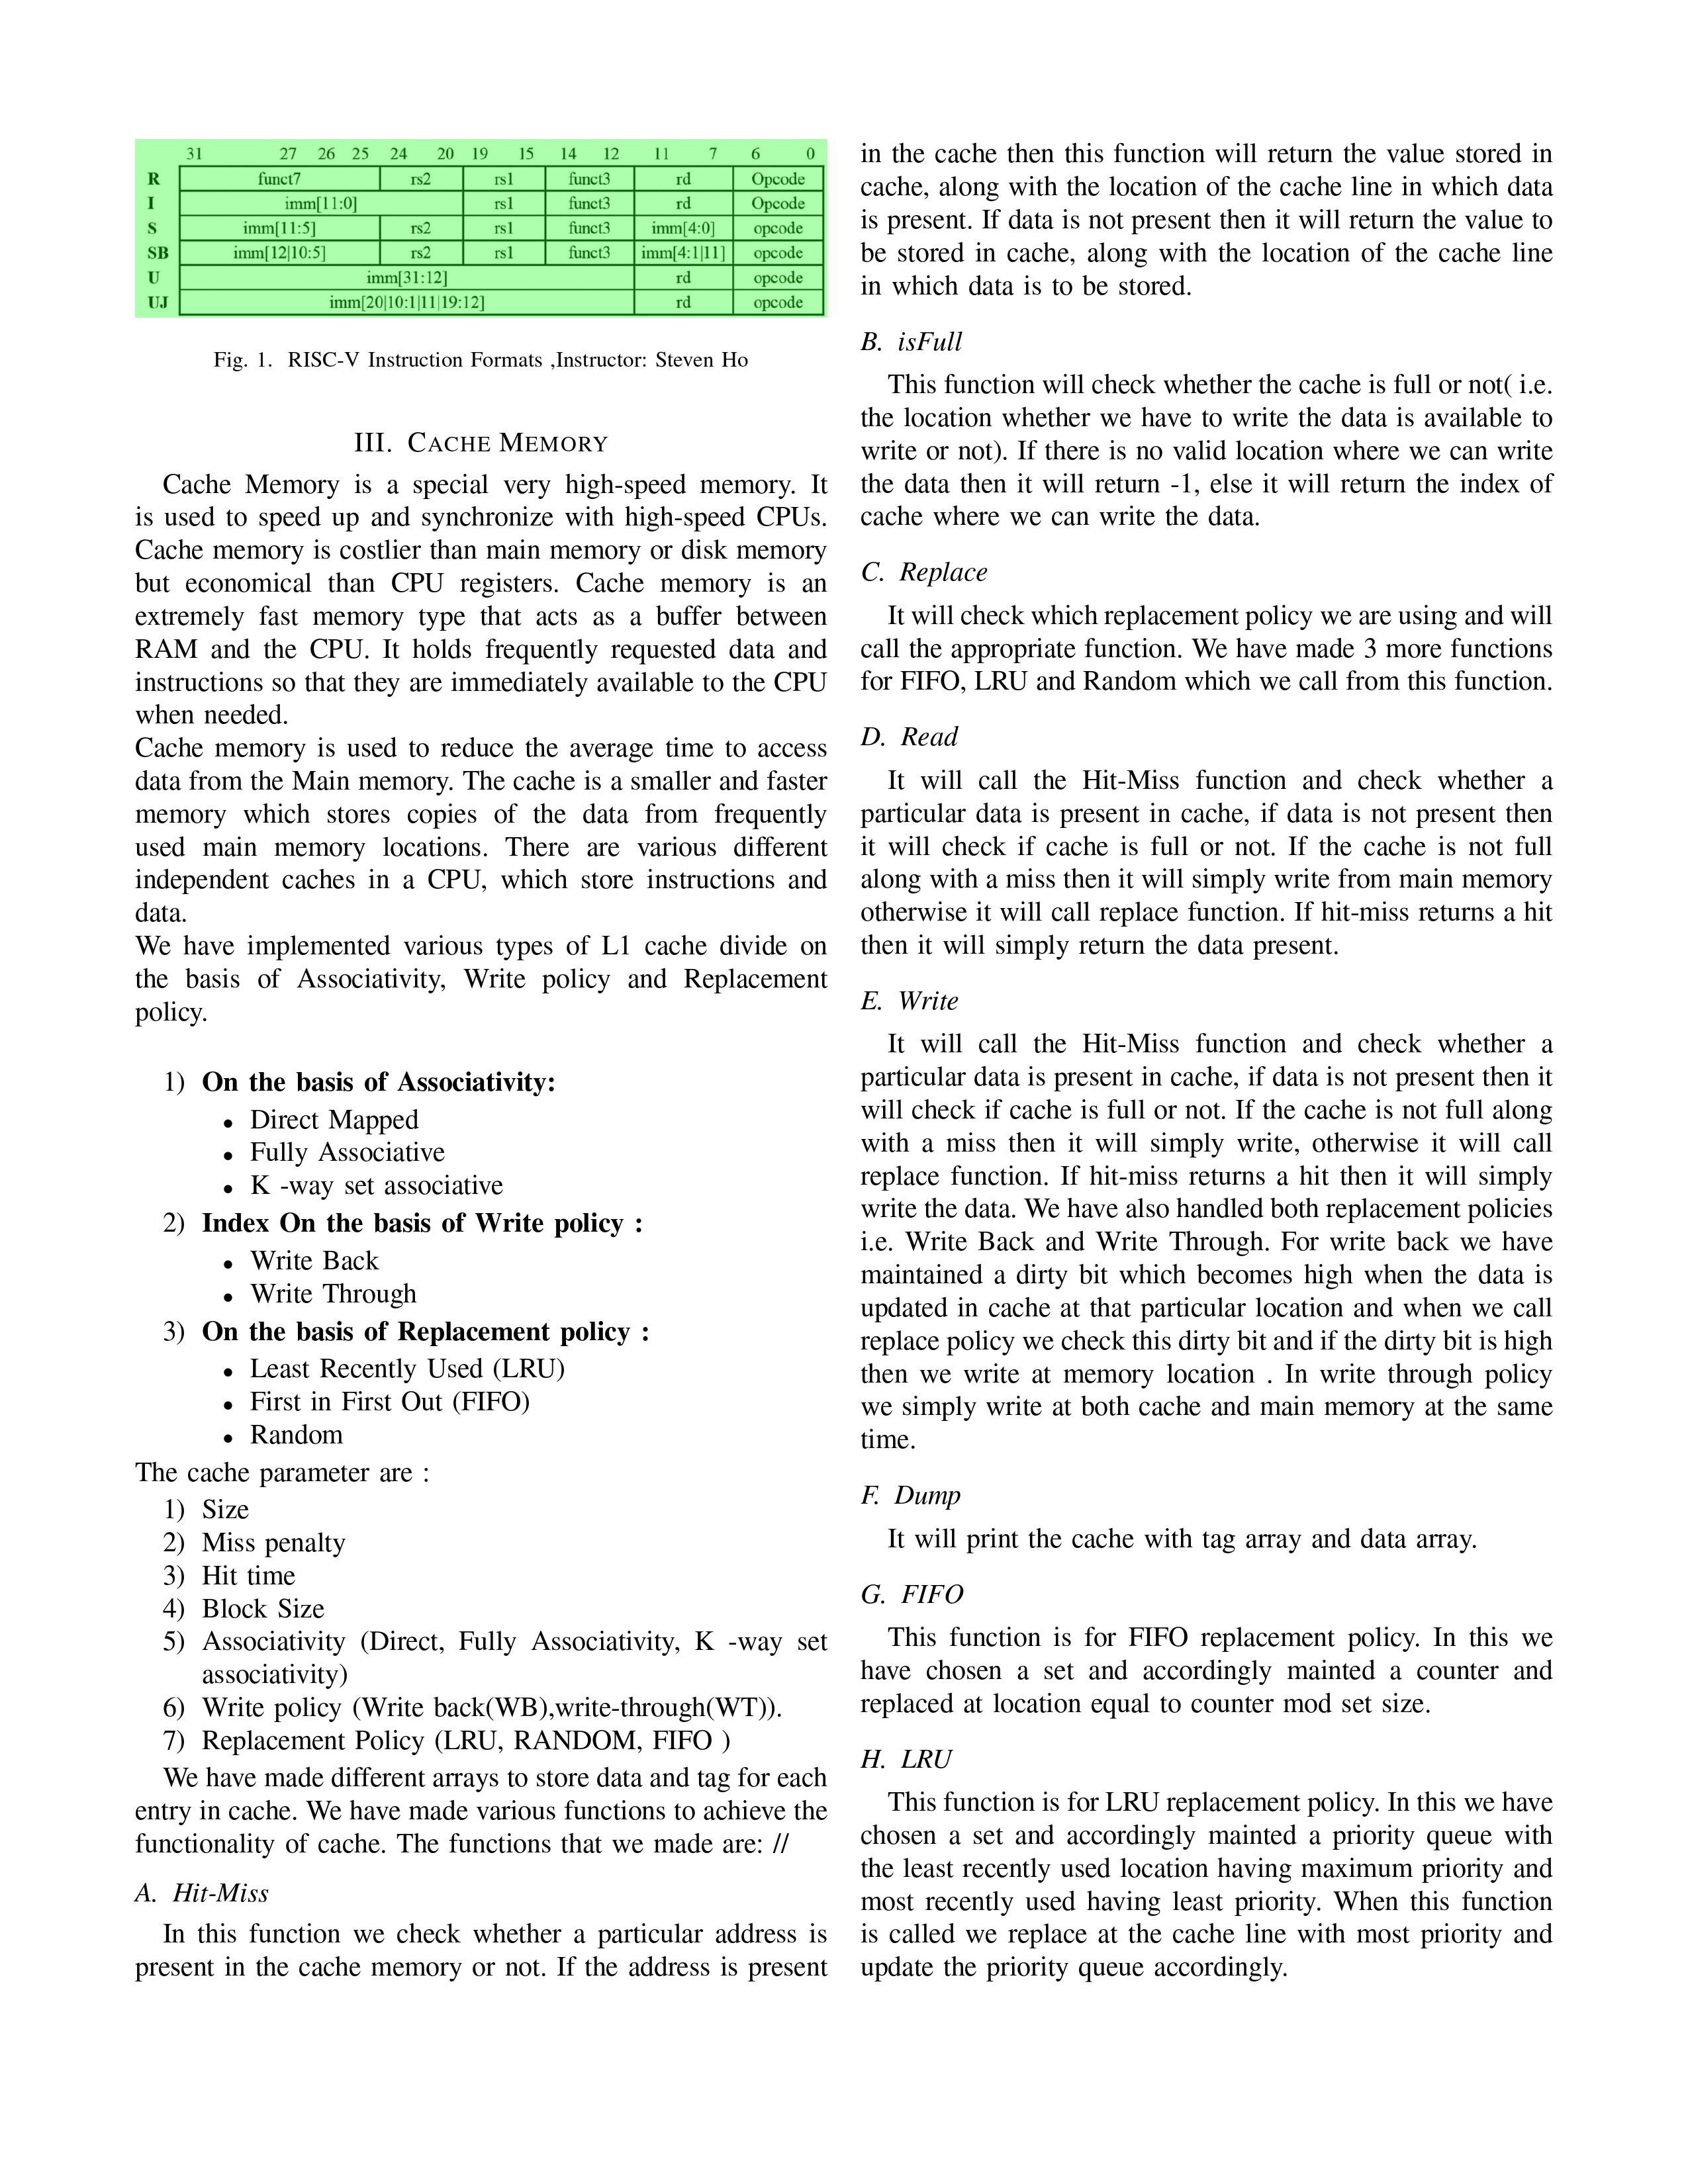 31 27 26 25 24 20 19 15 14 12 11 7 6 0
R funct7 rs2 rs1 funct3 rd Opcode
I imm[11:0] rs1 funct3 rd Opcode
S imm[11:5] rs2 rs1 funct3 imm[4:0] opcode
SB imm[12|10:5] rs2 rs1 funct3 imm[4:1|11] opcode
U imm[31:12] rd opcode
UJ imm[20|10:1|11|19:12] rd opcode
Fig. 1. RISC-V Instruction Formats ,Instructor: Steven Ho
III. CACHE MEMORY
Cache Memory is a special very high-speed memory. It
is used to speed up and synchronize with high-speed CPUs.
Cache memory is costlier than main memory or disk memory
but economical than CPU registers. Cache memory is an
extremely fast memory type that acts as a buffer between
RAM and the CPU. It holds frequently requested data and
instructions so that they are immediately available to the CPU
when needed.
Cache memory is used to reduce the average time to access
data from the Main memory. The cache is a smaller and faster
memory which stores copies of the data from frequently
used main memory locations. There are various different
independent caches in a CPU, which store instructions and
data.
We have implemented various types of L1 cache divide on
the basis of Associativity, Write policy and Replacement
policy.
1) On the basis of Associativity:
• Direct Mapped
• Fully Associative
• K -way set associative
2) Index On the basis of Write policy :
• Write Back
• Write Through
3) On the basis of Replacement policy :
• Least Recently Used (LRU)
• First in First Out (FIFO)
• Random
The cache parameter are :
1) Size
2) Miss penalty
3) Hit time
4) Block Size
5) Associativity (Direct, Fully Associativity, K -way set
associativity)
6) Write policy (Write back(WB),write-through(WT)).
7) Replacement Policy (LRU, RANDOM, FIFO )
We have made different arrays to store data and tag for each
entry in cache. We have made various functions to achieve the
functionality of cache. The functions that we made are: //
A. Hit-Miss
In this function we check whether a particular address is
present in the cache memory or not. If the address is present
in the cache then this function will return the value stored in
cache, along with the location of the cache line in which data
is present. If data is not present then it will return the value to
be stored in cache, along with the location of the cache line
in which data is to be stored.
B. isFull
This function will check whether the cache is full or not( i.e.
the location whether we have to write the data is available to
write or not). If there is no valid location where we can write
the data then it will return -1, else it will return the index of
cache where we can write the data.
C. Replace
It will check which replacement policy we are using and will
call the appropriate function. We have made 3 more functions
for FIFO, LRU and Random which we call from this function.
D. Read
It will call the Hit-Miss function and check whether a
particular data is present in cache, if data is not present then
it will check if cache is full or not. If the cache is not full
along with a miss then it will simply write from main memory
otherwise it will call replace function. If hit-miss returns a hit
then it will simply return the data present.
E. Write
It will call the Hit-Miss function and check whether a
particular data is present in cache, if data is not present then it
will check if cache is full or not. If the cache is not full along
with a miss then it will simply write, otherwise it will call
replace function. If hit-miss returns a hit then it will simply
write the data. We have also handled both replacement policies
i.e. Write Back and Write Through. For write back we have
maintained a dirty bit which becomes high when the data is
updated in cache at that particular location and when we call
replace policy we check this dirty bit and if the dirty bit is high
then we write at memory location . In write through policy
we simply write at both cache and main memory at the same
time.
F. Dump
It will print the cache with tag array and data array.
G. FIFO
This function is for FIFO replacement policy. In this we
have chosen a set and accordingly mainted a counter and
replaced at location equal to counter mod set size.
H. LRU
This function is for LRU replacement policy. In this we have
chosen a set and accordingly mainted a priority queue with
the least recently used location having maximum priority and
most recently used having least priority. When this function
is called we replace at the cache line with most priority and
update the priority queue accordingly.